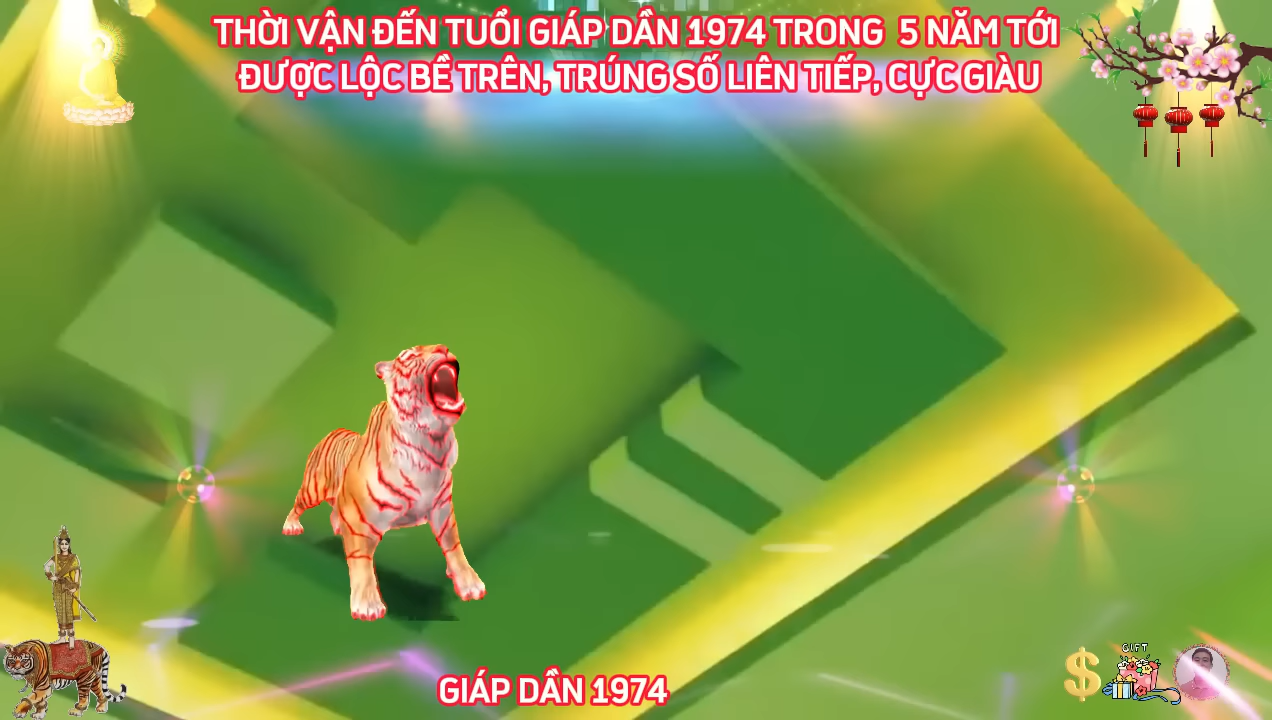 THỜI VẬN ĐẾN TUỔI GIÁP DẦN 1974 TRONG 5 NĂM TỚI
ĐƯỢC LỘC BỀ TRÊN, TRÚNG SỐ LIÊN TIẾP, CỰC GIÀU
GIFT
GIÁP DẦN 1974